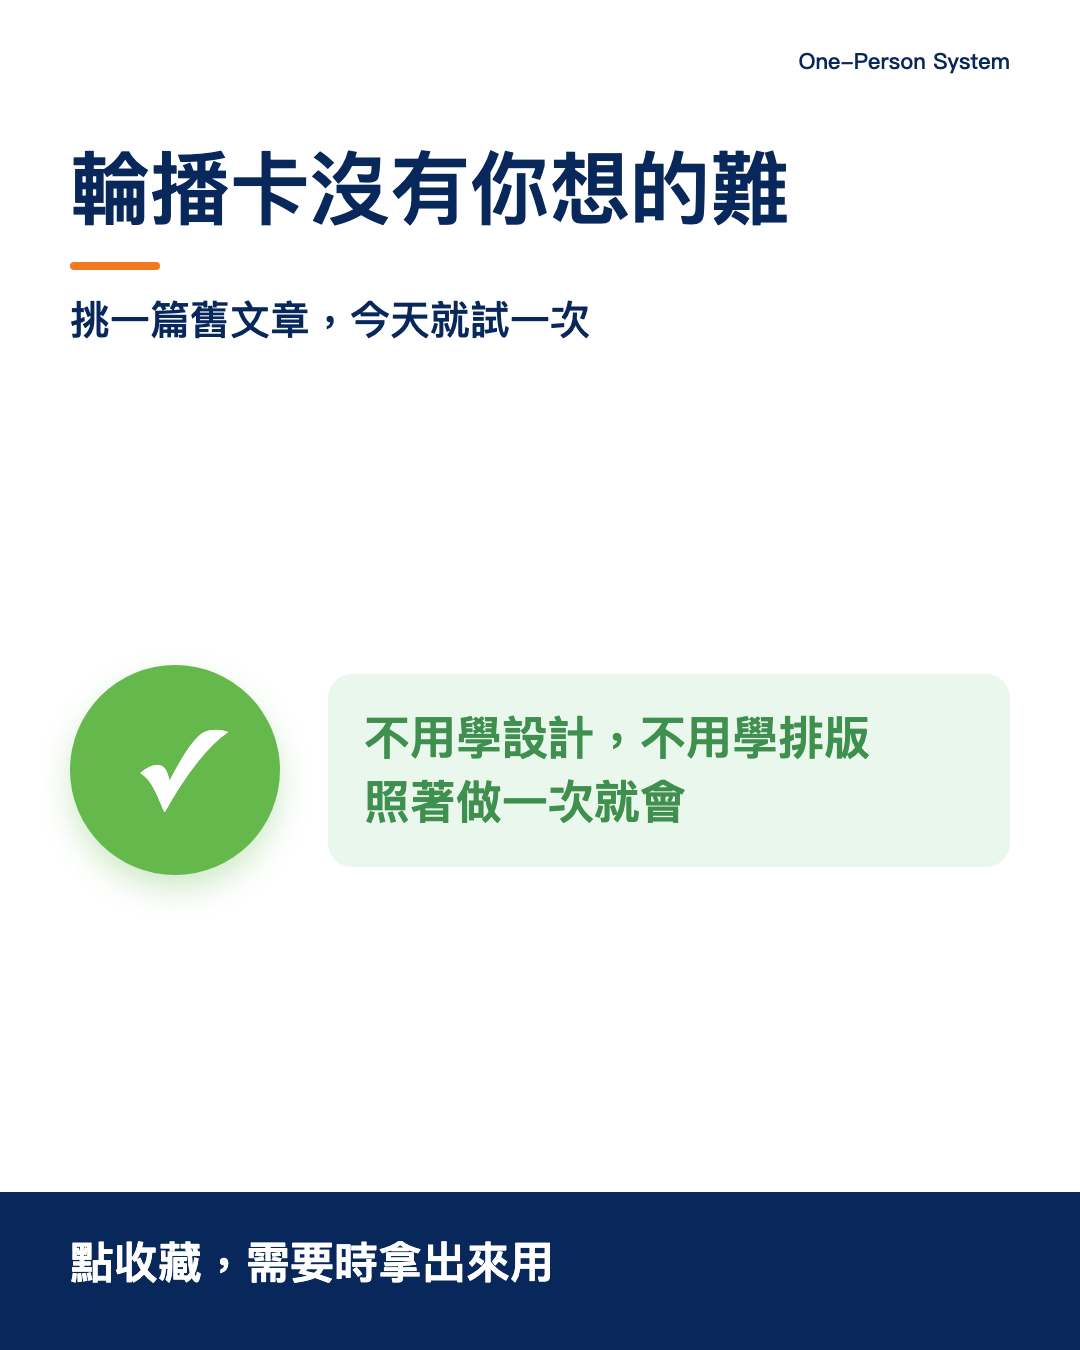 One-Person System
輪播卡沒有你想的難
挑一篇舊文章，今天就試一次
不用學設計，不用學排版
照著做一次就會
點收藏，需要時拿出來用